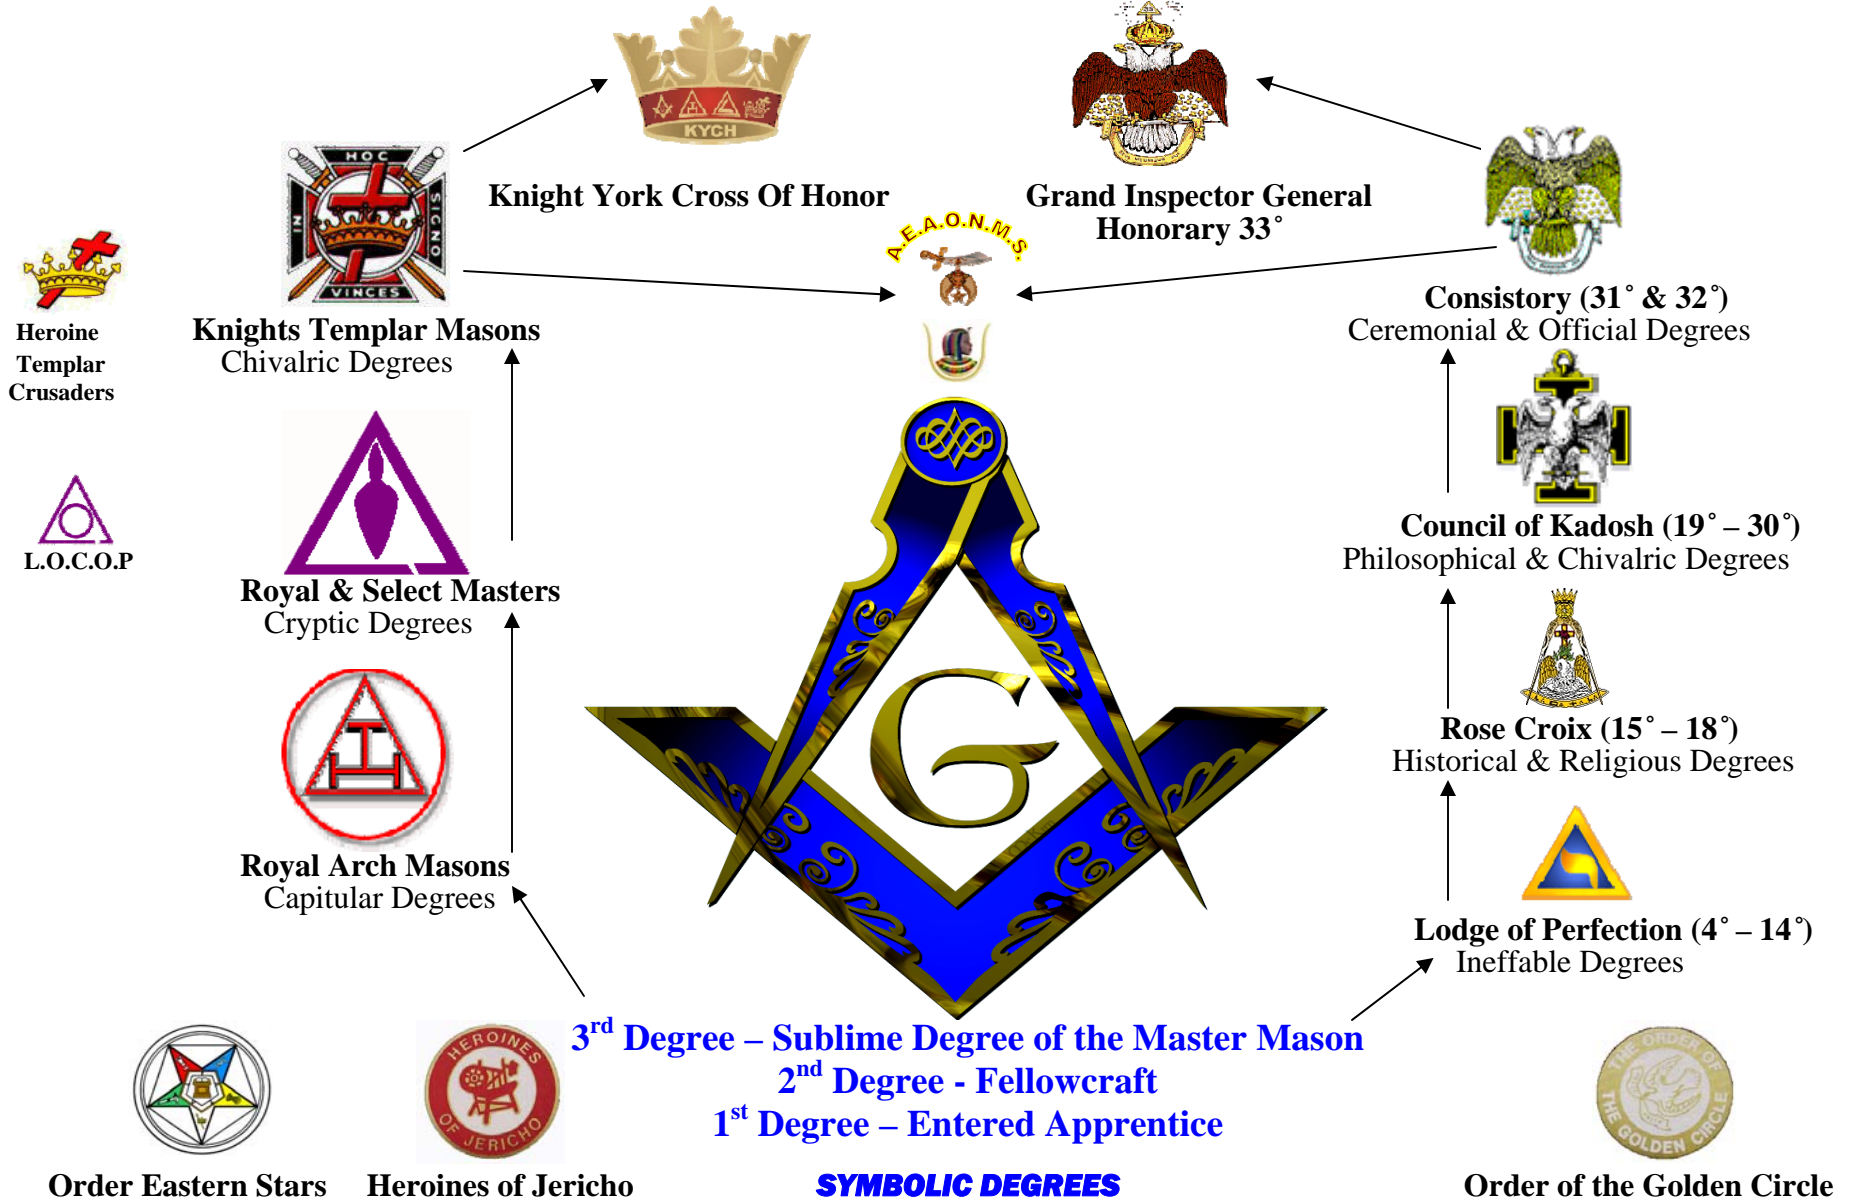 KYCH
Knight York Cross Of Honor
Grand Inspector General
Honorary 33°
HOC
IN
SIGNO
VINCES
A.E.A.O.N.M.S.
Heroine
Templar
Crusaders
Knights Templar Masons
Chivalric Degrees
Consistory (31° & 32°)
Ceremonial & Official Degrees
L.O.C.O.P
Royal & Select Masters
Cryptic Degrees
Council of Kadosh (19° – 30°)
Philosophical & Chivalric Degrees
Rose Croix (15° – 18°)
Historical & Religious Degrees
G
Royal Arch Masons
Capitular Degrees
Lodge of Perfection (4° – 14°)
Ineffable Degrees
3rd Degree – Sublime Degree of the Master Mason
2nd Degree - Fellowcraft
1st Degree – Entered Apprentice
SYMBOLIC DEGREES
Order Eastern Stars
HEROINES
OF JERICHO
Heroines of Jericho
THE ORDER OF
THE GOLDEN CIRCLE
Order of the Golden Circle